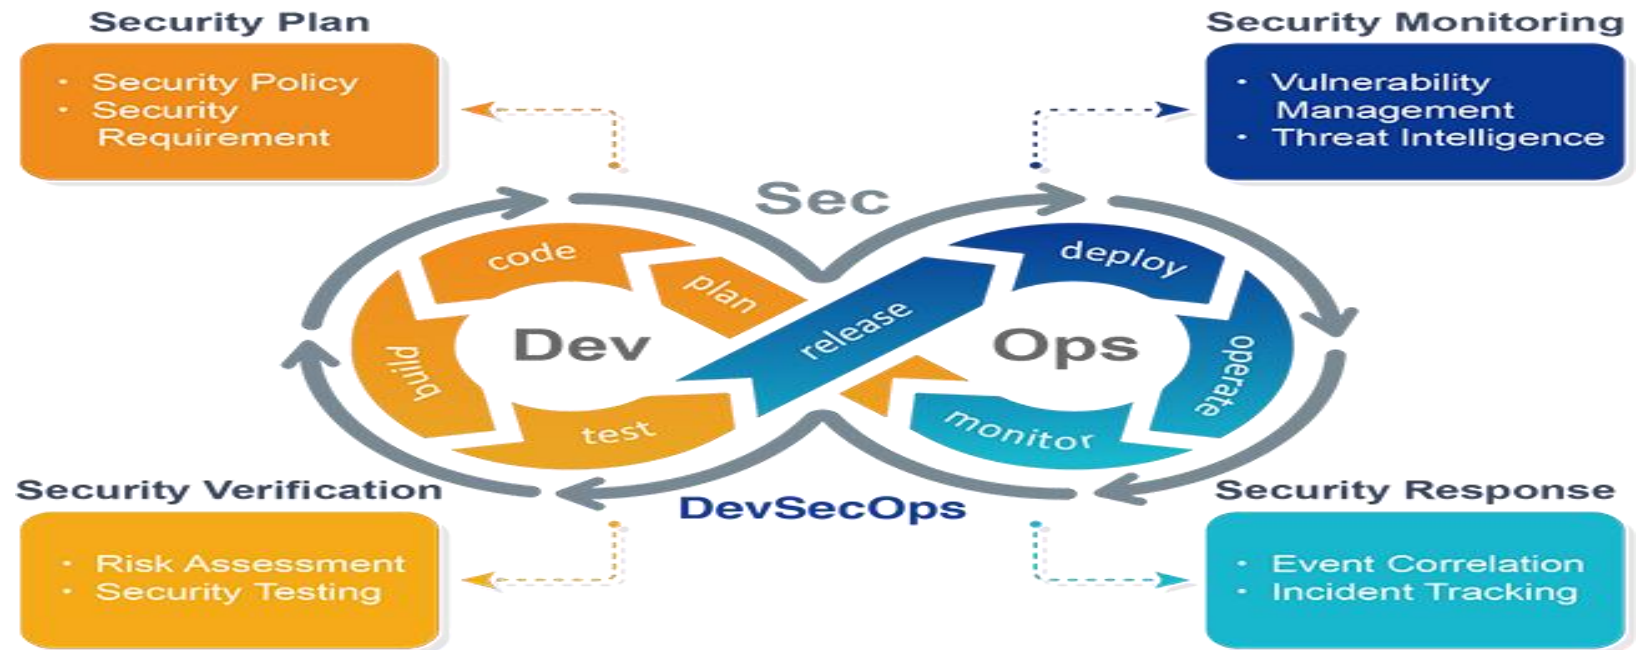 Security Plan
• Security Policy
• Security
Requirement
Security Monitoring
• Vulnerability
Management
• Threat Intelligence
Sec
code
plan
build
test
Dev
release
Ops
deploy
operate
monitor
DevSecOps
Security Verification
• Risk Assessment
• Security Testing
Security Response
• Event Correlation
• Incident Tracking